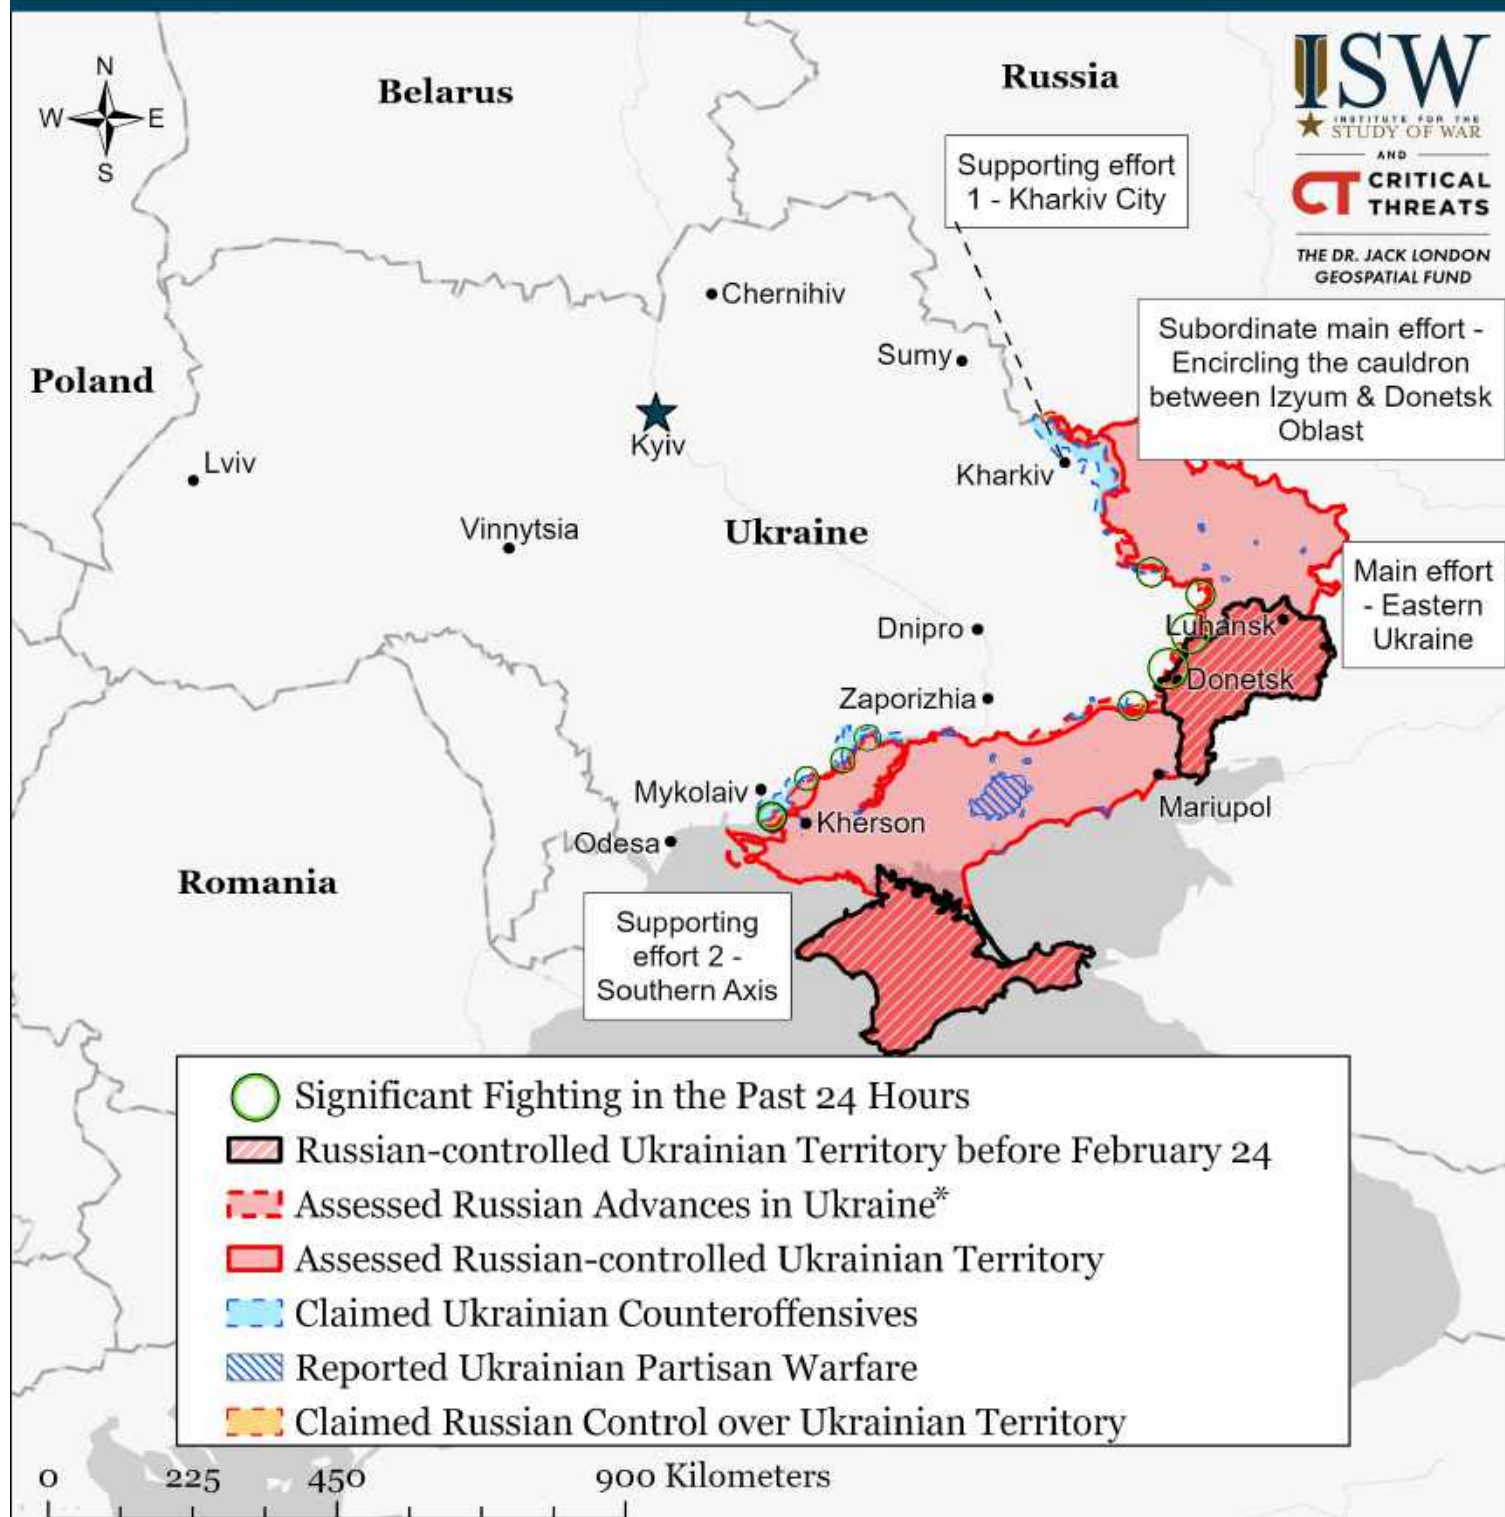 N
W
E
S
Belarus
Russia
ISW
INSTITUTE FOR THE
STUDY OF WAR
AND
CT CRITICAL
THREATS
THE DR. JACK LONDON
GEOSPATIAL FUND
Supporting effort
1 - Kharkiv City
Chernihiv
Subordinate main effort -
Encircling the cauldron
between Izyum & Donetsk
Oblast
Sumy
Poland
Kyiv
Lviv
Kharkiv
Vinnytsia
Ukraine
Main effort
- Eastern
Ukraine
Dnipro
Luhansk
Donetsk
Zaporizhia
Mykolaiv
Mariupol
Kherson
Odesa
Romania
Supporting
effort 2 -
Southern Axis
Significant Fighting in the Past 24 Hours
Russian-controlled Ukrainian Territory before February 24
Assessed Russian Advances in Ukraine*
Assessed Russian-controlled Ukrainian Territory
Claimed Ukrainian Counteroffensives
Reported Ukrainian Partisan Warfare
Claimed Russian Control over Ukrainian Territory
0 225 450 900 Kilometers